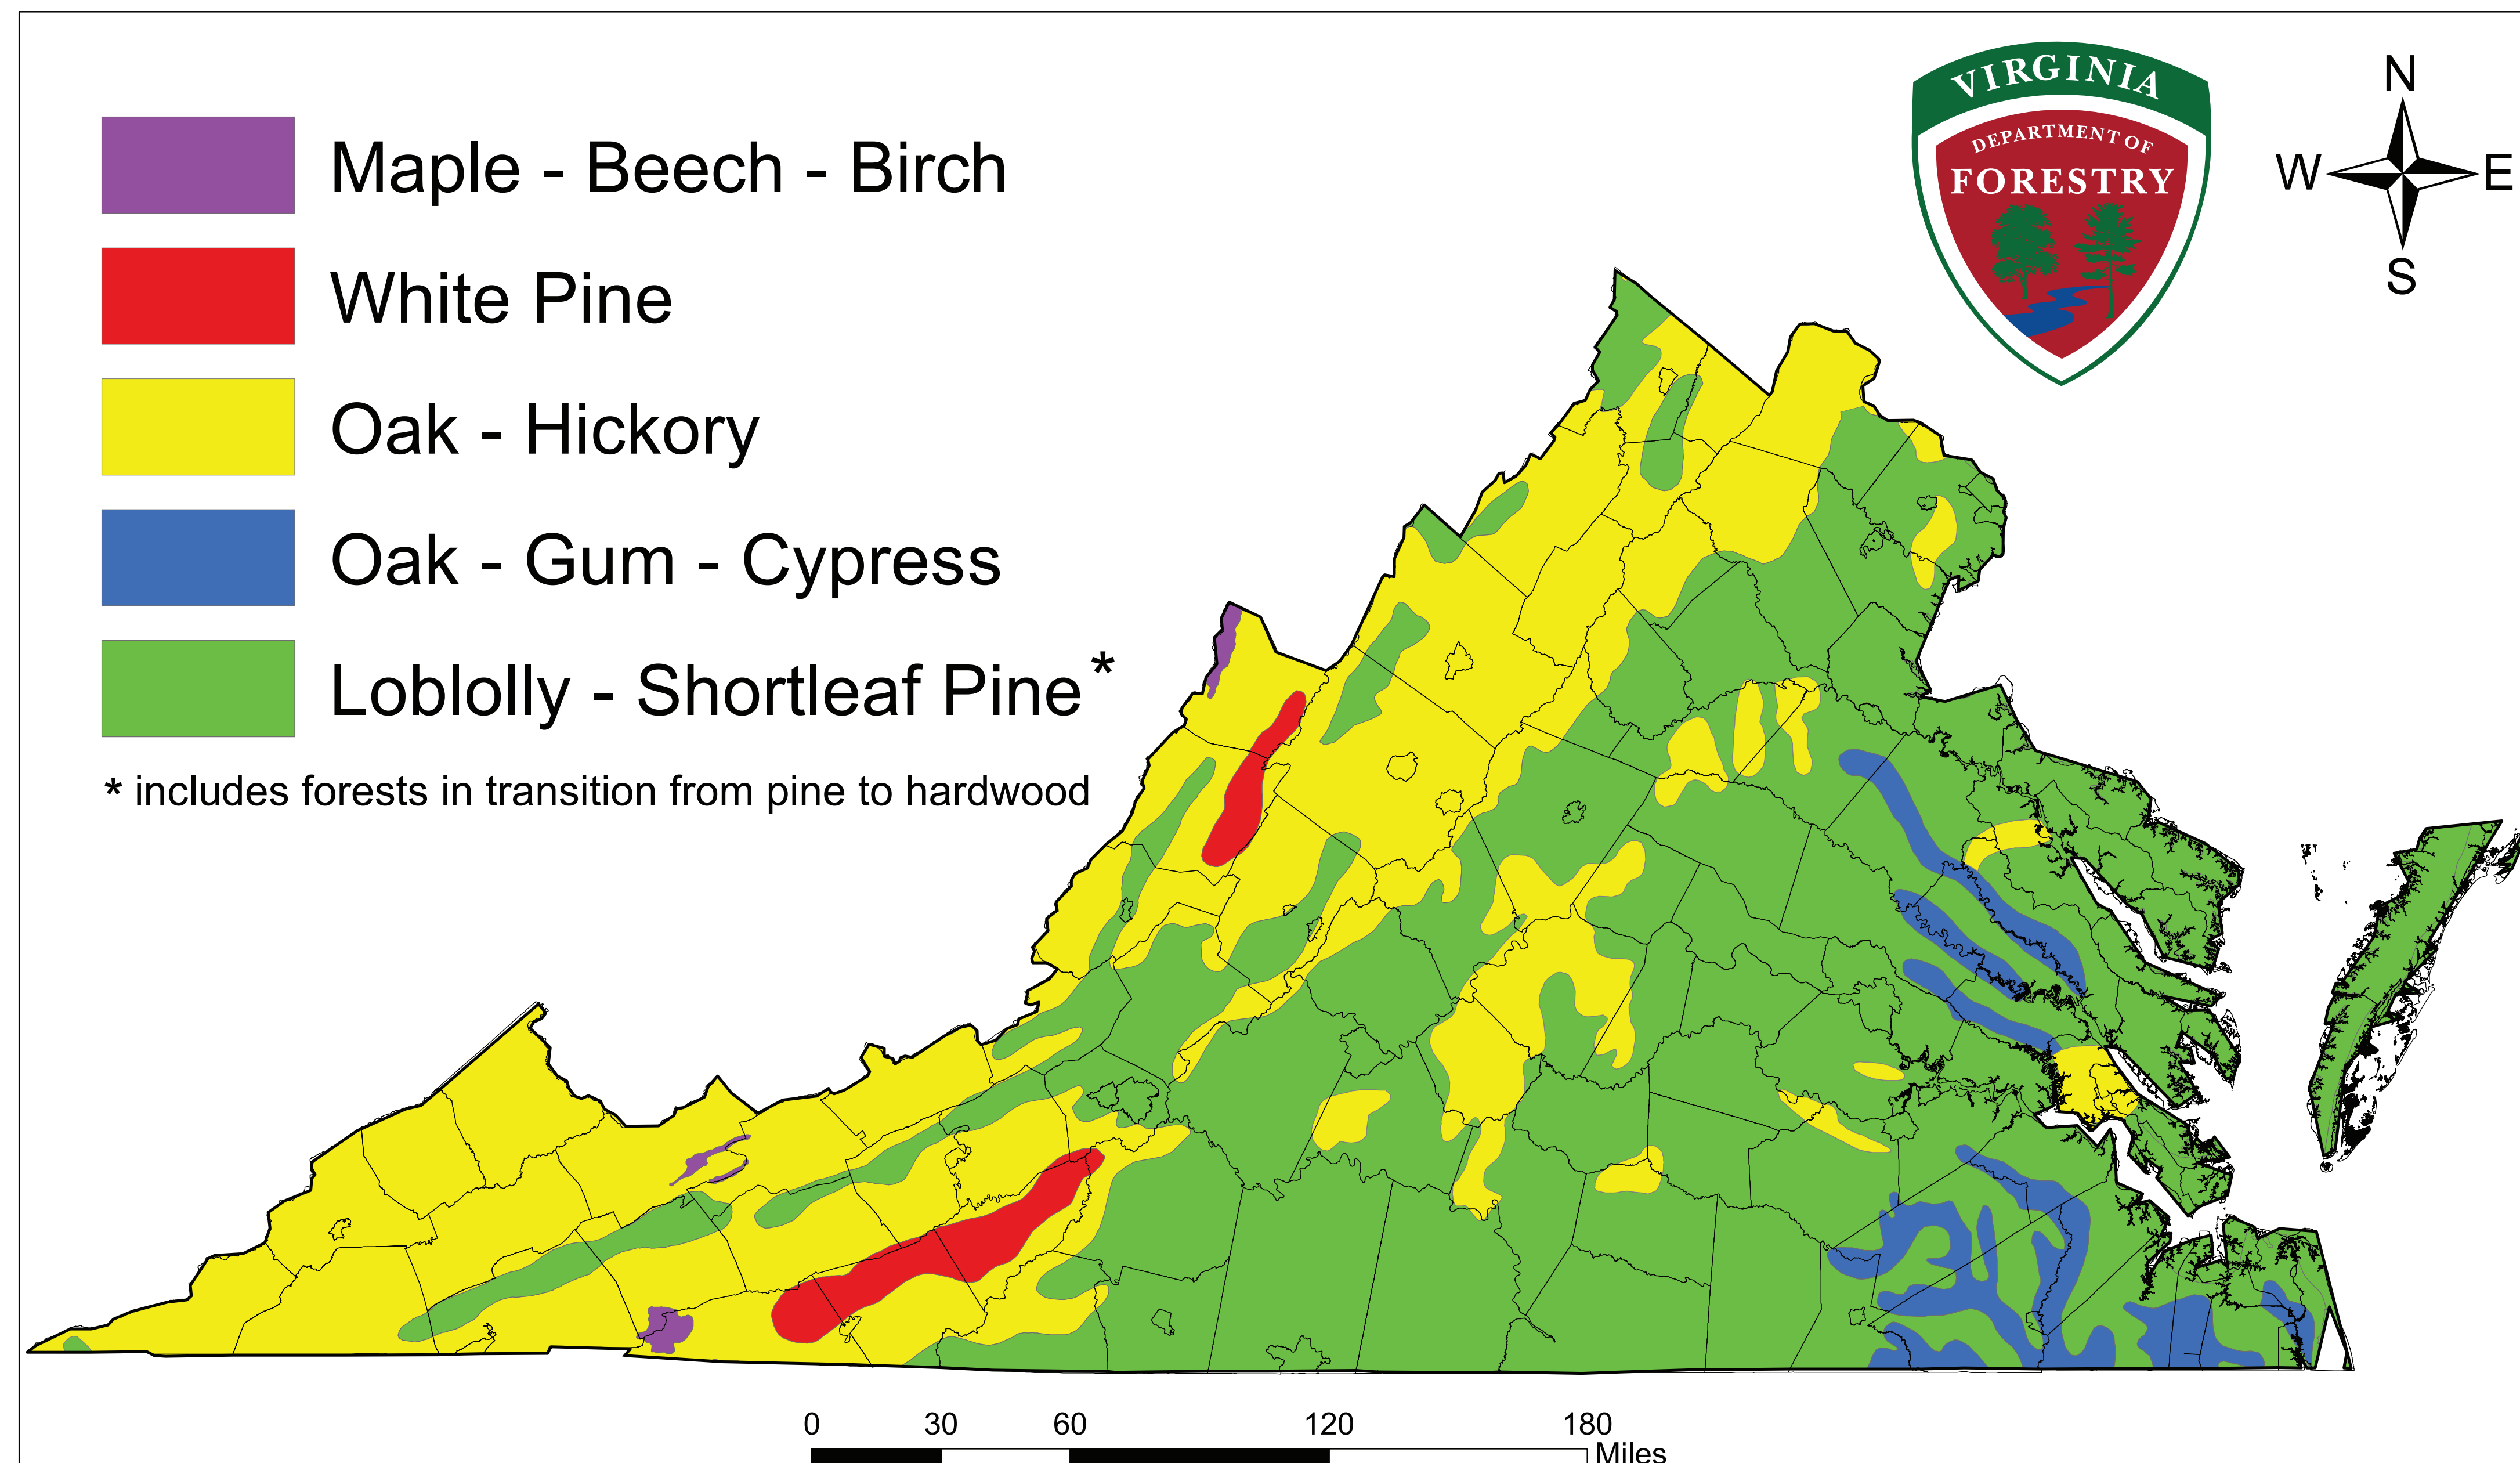 Maple - Beech - Birch
White Pine
Oak - Hickory
Oak - Gum - Cypress
Loblolly - Shortleaf Pine*
* includes forests in transition from pine to hardwood
VIRGINIA
DEPARTMENT OF
FORESTRY
N
W E
S
0 30 60 120 180
Miles